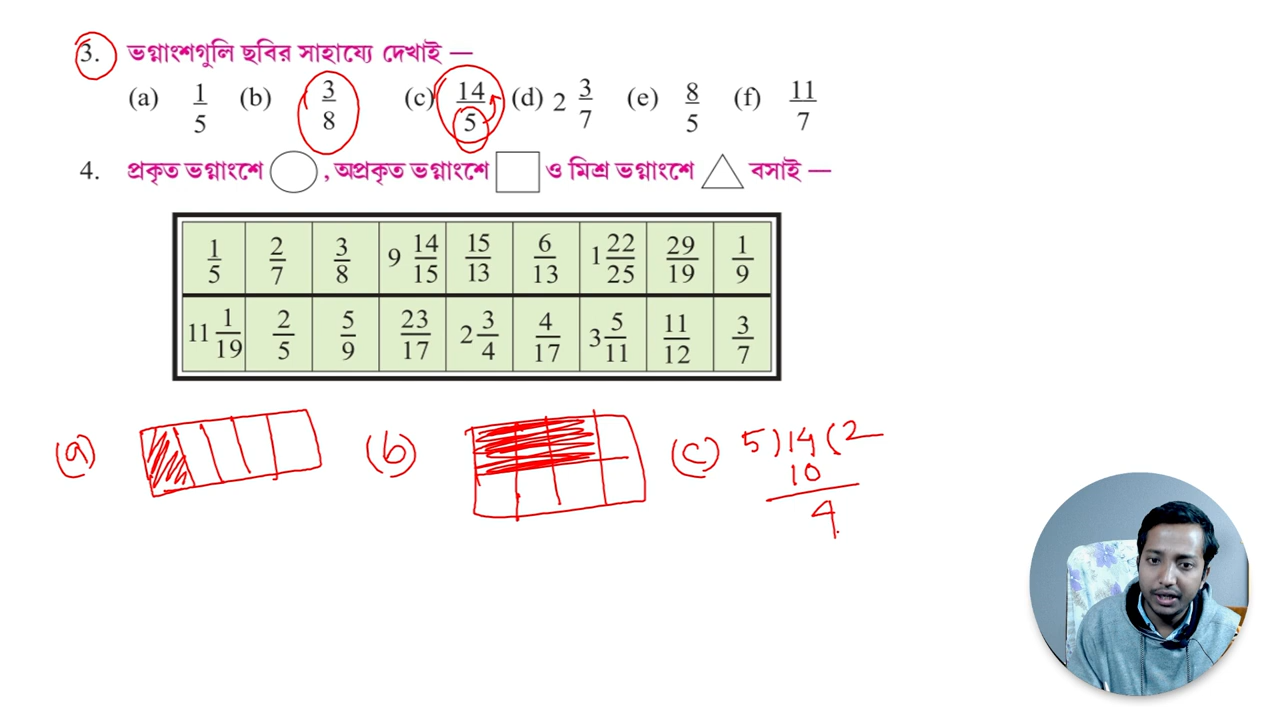 3. ভগ্নাংশগুলি ছবির সাহায্যে দেখাই —
(a) 1/5 (b) 3/8 (c) 14/5 (d) 2 3/7 (e) 8/5 (f) 11/7
4. প্রকৃত ভগ্নাংশে ◯ , অপ্রকৃত ভগ্নাংশে □ ও মিশ্র ভগ্নাংশে △ বসাই —
1/5 2/7 3/8 9 14/15 15/13 6/13 1 22/25 29/19 1/9
11 1/19 2/5 5/9 23/17 2 3/4 4/17 3 5/11 11/12 3/7
(a) (b) (c) 5)14(2
10
4